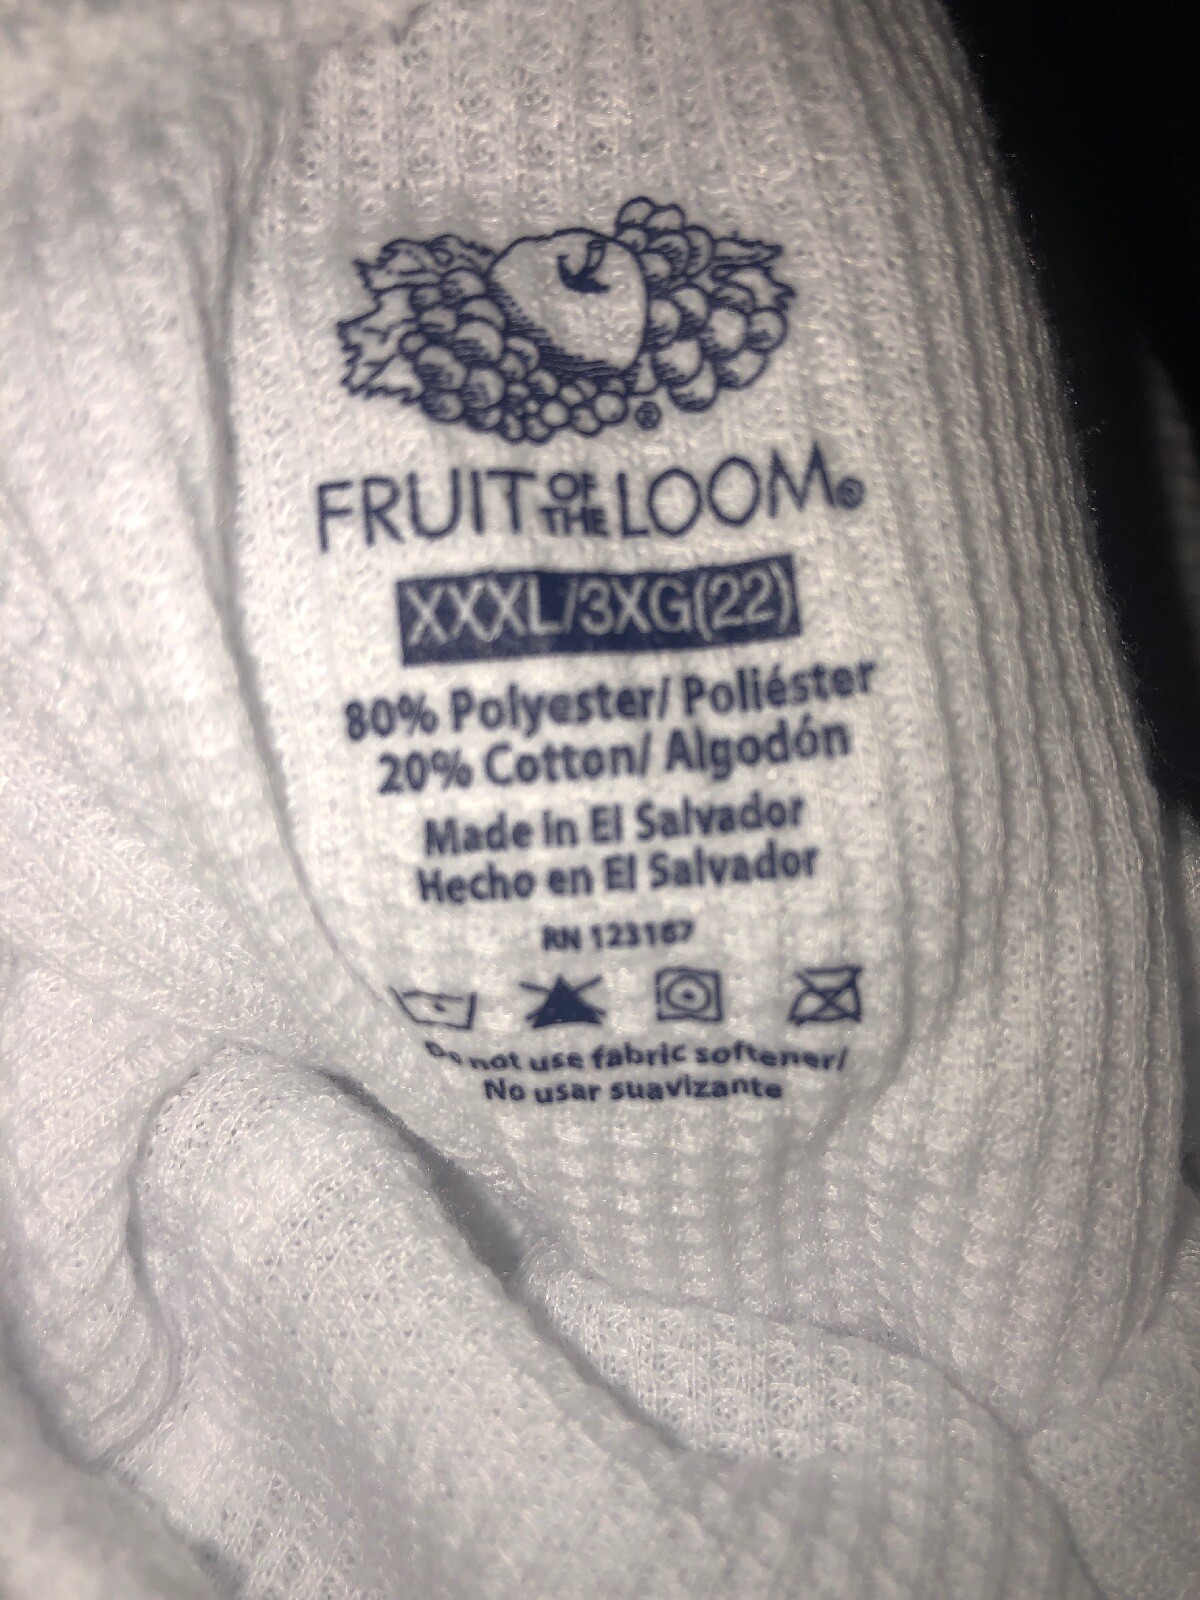 FRUIT OF THE LOOM®
XXXL/3XG(22)
80% Polyester/ Poliéster
20% Cotton/ Algodón
Made in El Salvador
Hecho en El Salvador
RN 123167
Do not use fabric softener/
No usar suavizante